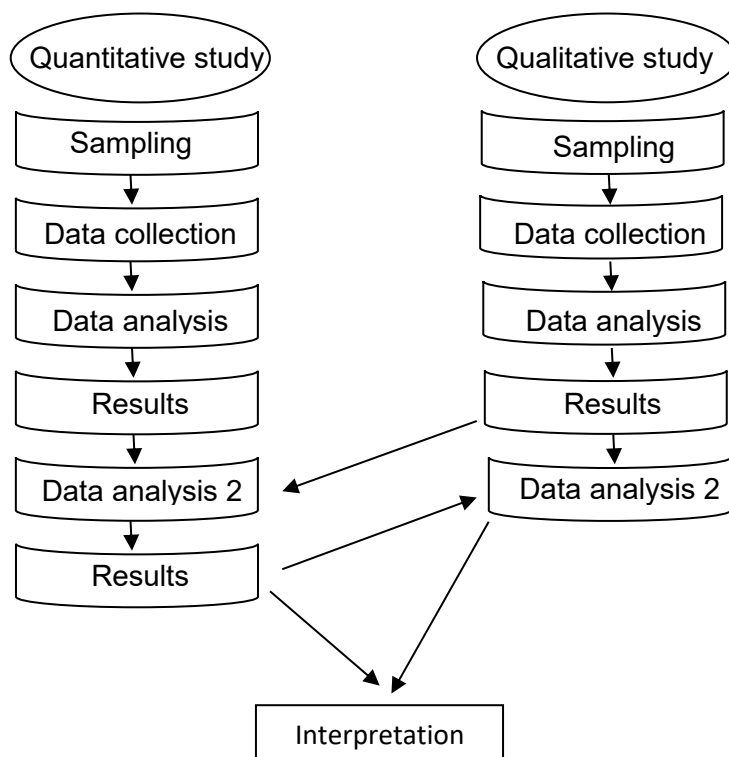 Quantitative study
Sampling
Data collection
Data analysis
Results
Data analysis 2
Results
Qualitative study
Sampling
Data collection
Data analysis
Results
Data analysis 2
Interpretation